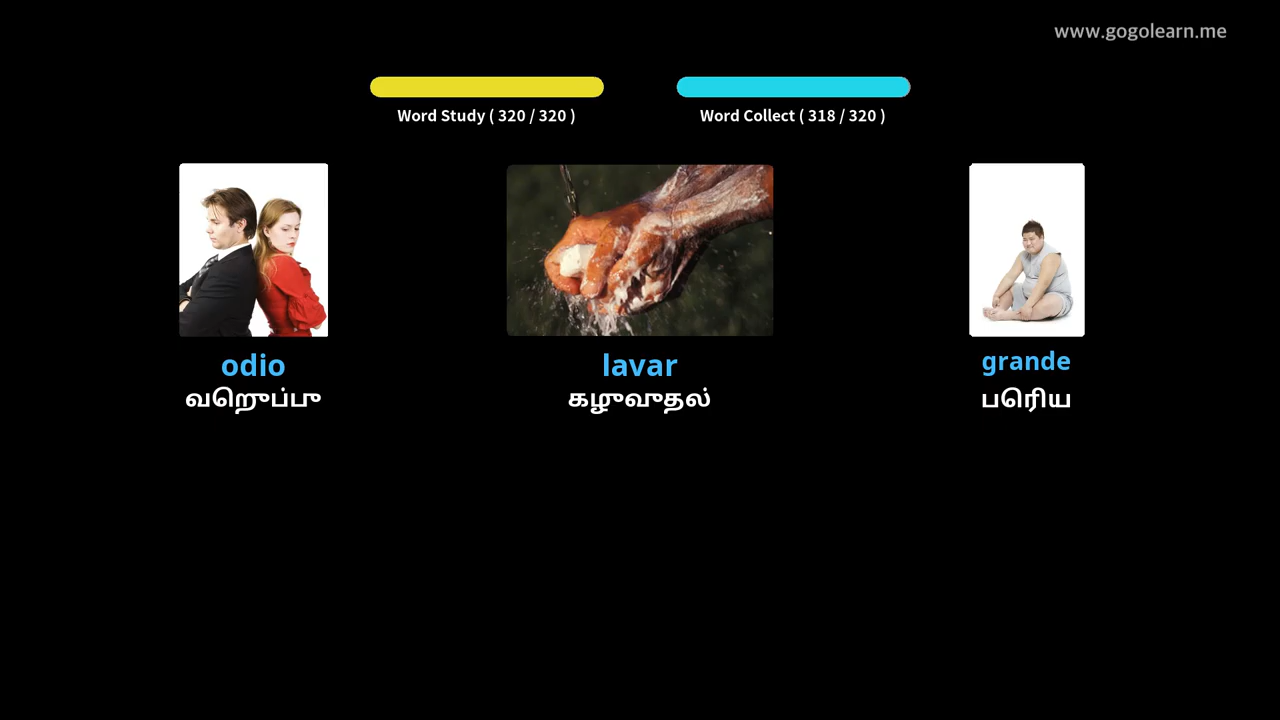 www.gogolearn.me
Word Study ( 320 / 320 )
Word Collect ( 318 / 320 )
odio
வெறுப்பு
lavar
கழுவுதல்
grande
பெரிய